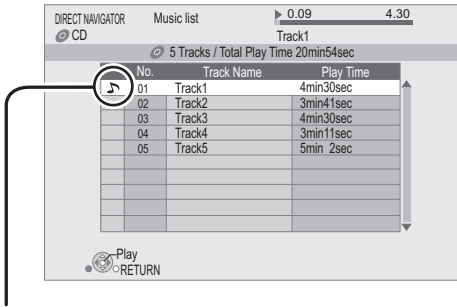 DIRECT NAVIGATOR Music list 0.09 4.30
CD Track1
5 Tracks / Total Play Time 20min54sec
No. Track Name Play Time
01 Track1 4min30sec
02 Track2 3min41sec
03 Track3 4min30sec
04 Track4 3min11sec
05 Track5 5min 2sec
Play
RETURN